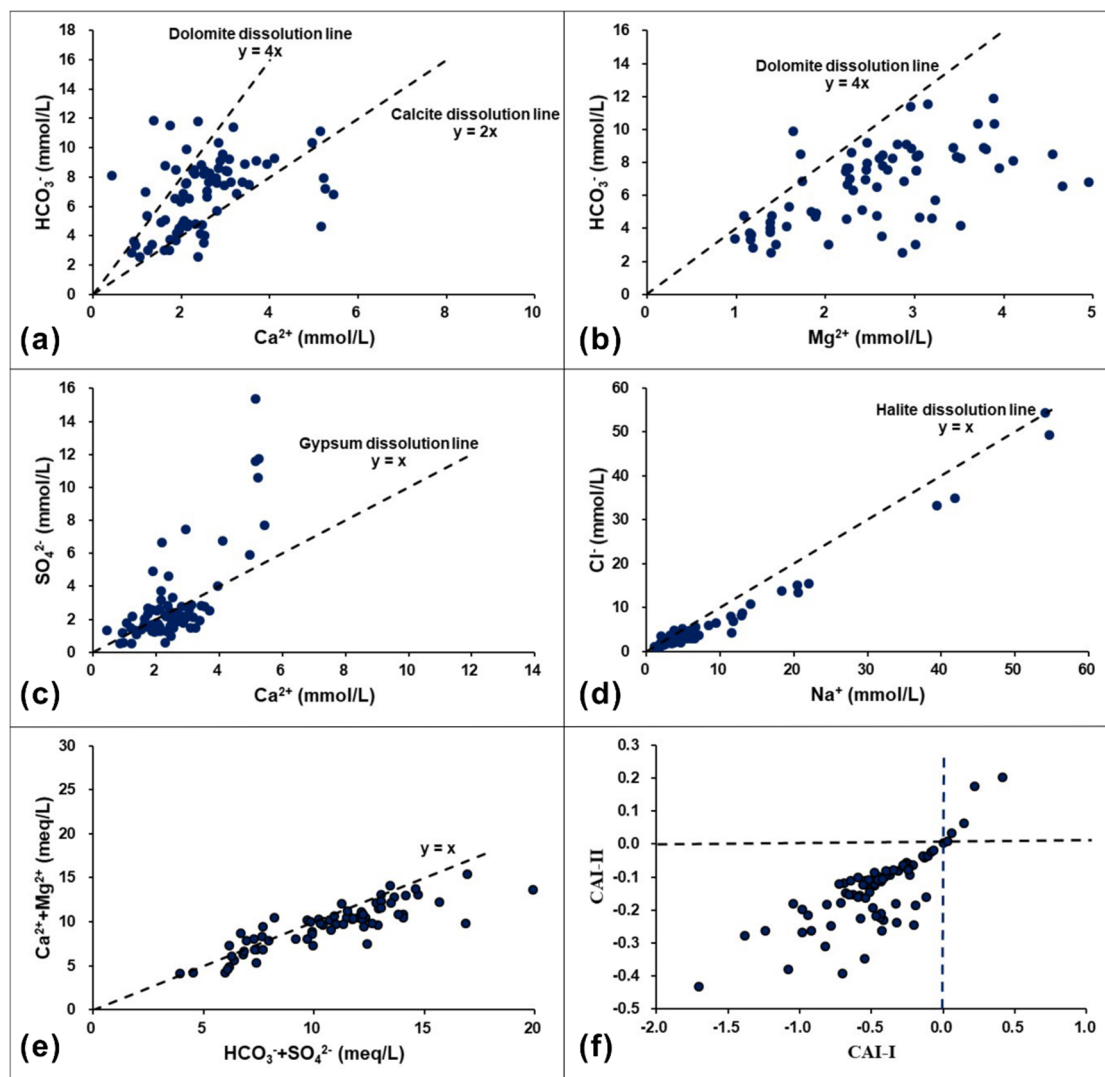 18
16
14
12
10
8
6
4
2
0
HCO₃⁻ (mmol/L)
Dolomite dissolution line
y = 4x
Calcite dissolution line
y = 2x
0 2 4 6 8 10
(a)
Ca²⁺ (mmol/L)
16
14
12
10
8
6
4
2
0
HCO₃⁻ (mmol/L)
Dolomite dissolution line
y = 4x
0 1 2 3 4 5
(b)
Mg²⁺ (mmol/L)
16
14
12
10
8
6
4
2
0
SO₄²⁻ (mmol/L)
Gypsum dissolution line
y = x
0 2 4 6 8 10 12 14
(c)
Ca²⁺ (mmol/L)
60
50
40
30
20
10
0
Cl⁻ (mmol/L)
Halite dissolution line
y = x
0 10 20 30 40 50 60
(d)
Na⁺ (mmol/L)
30
25
20
15
10
5
0
Ca²⁺+Mg²⁺ (meq/L)
y = x
0 5 10 15 20
(e)
HCO₃⁻+SO₄²⁻ (meq/L)
0.3
0.2
0.1
0.0
-0.1
-0.2
-0.3
-0.4
-0.5
CAI-II
-2.0 -1.5 -1.0 -0.5 0.0 0.5 1.0
(f)
CAI-I